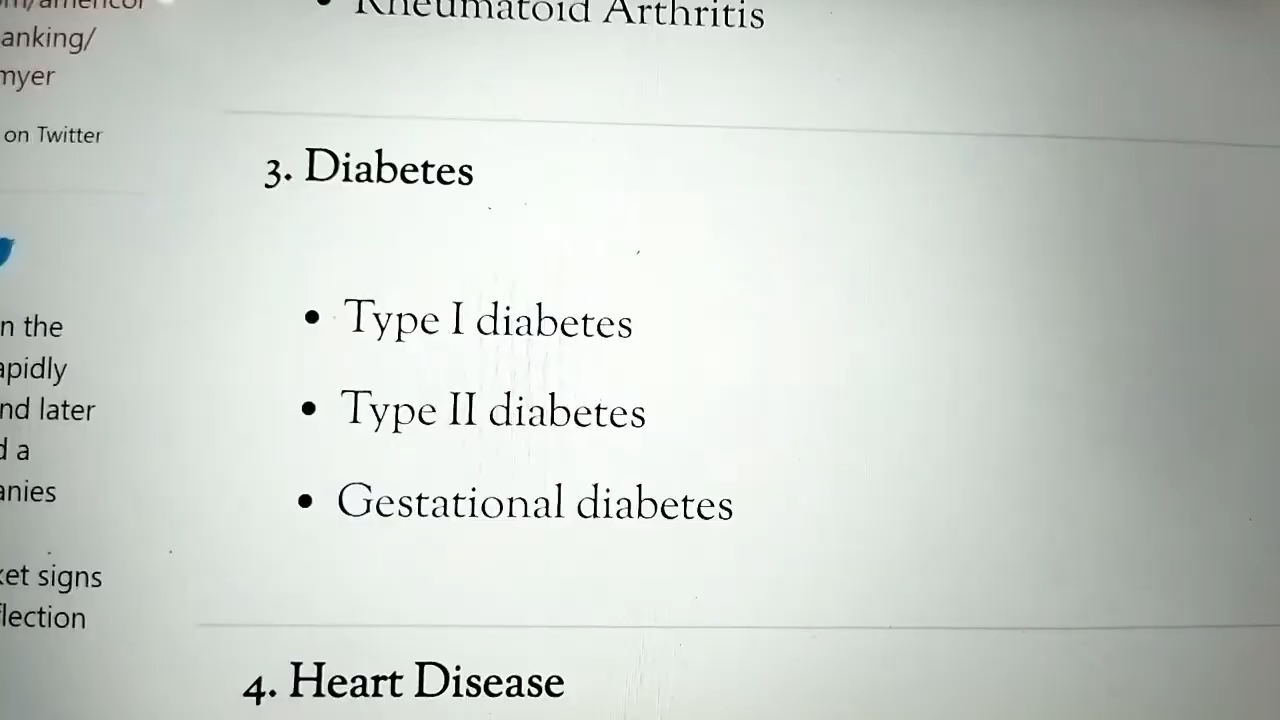 anking/
myer
on Twitter
n the
apidly
nd later
d a
anies
ket signs
flection
• Rheumatoid Arthritis
3. Diabetes
• Type I diabetes
• Type II diabetes
• Gestational diabetes
4. Heart Disease